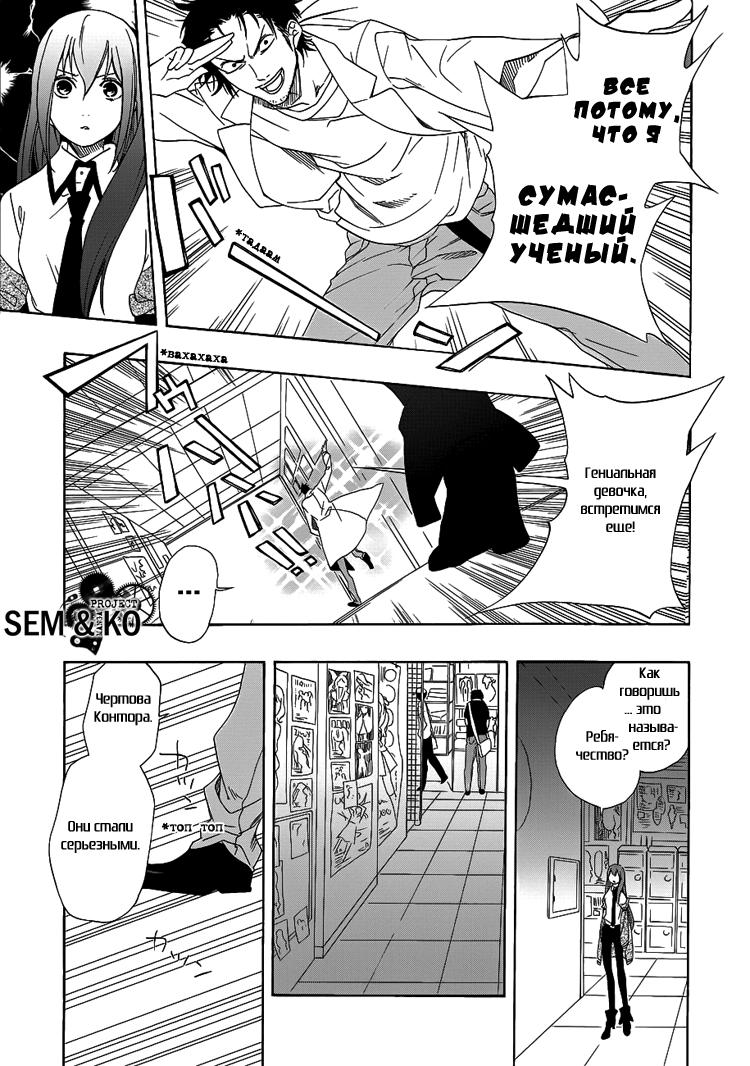 ВСЕ
ПОТОМУ,
ЧТО Я
СУМАС-
ШЕДШИЙ
УЧЕНЫЙ.
*тадаам
*вахахаха
Гениальная
девочка,
встретимся
еще!
...
PROJECT
MANGA
SEM & KO
Как
говоришь
... это
называ-
ется?
Ребя-
чество?
Чертова
Контора.
Они стали
серьезными.
*топ топ